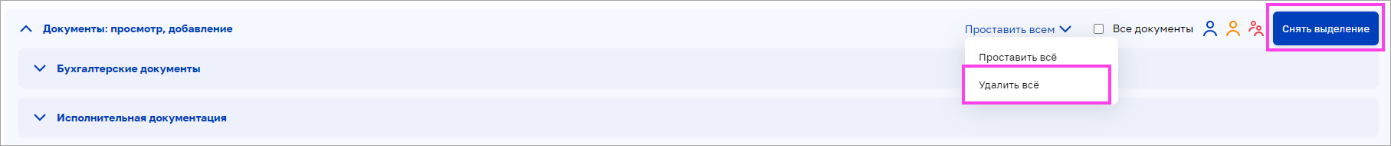 Документы: просмотр, добавление
Проставить всем
Все документы
Снять выделение
Проставить всё
Бухгалтерские документы
Удалить всё
Исполнительная документация